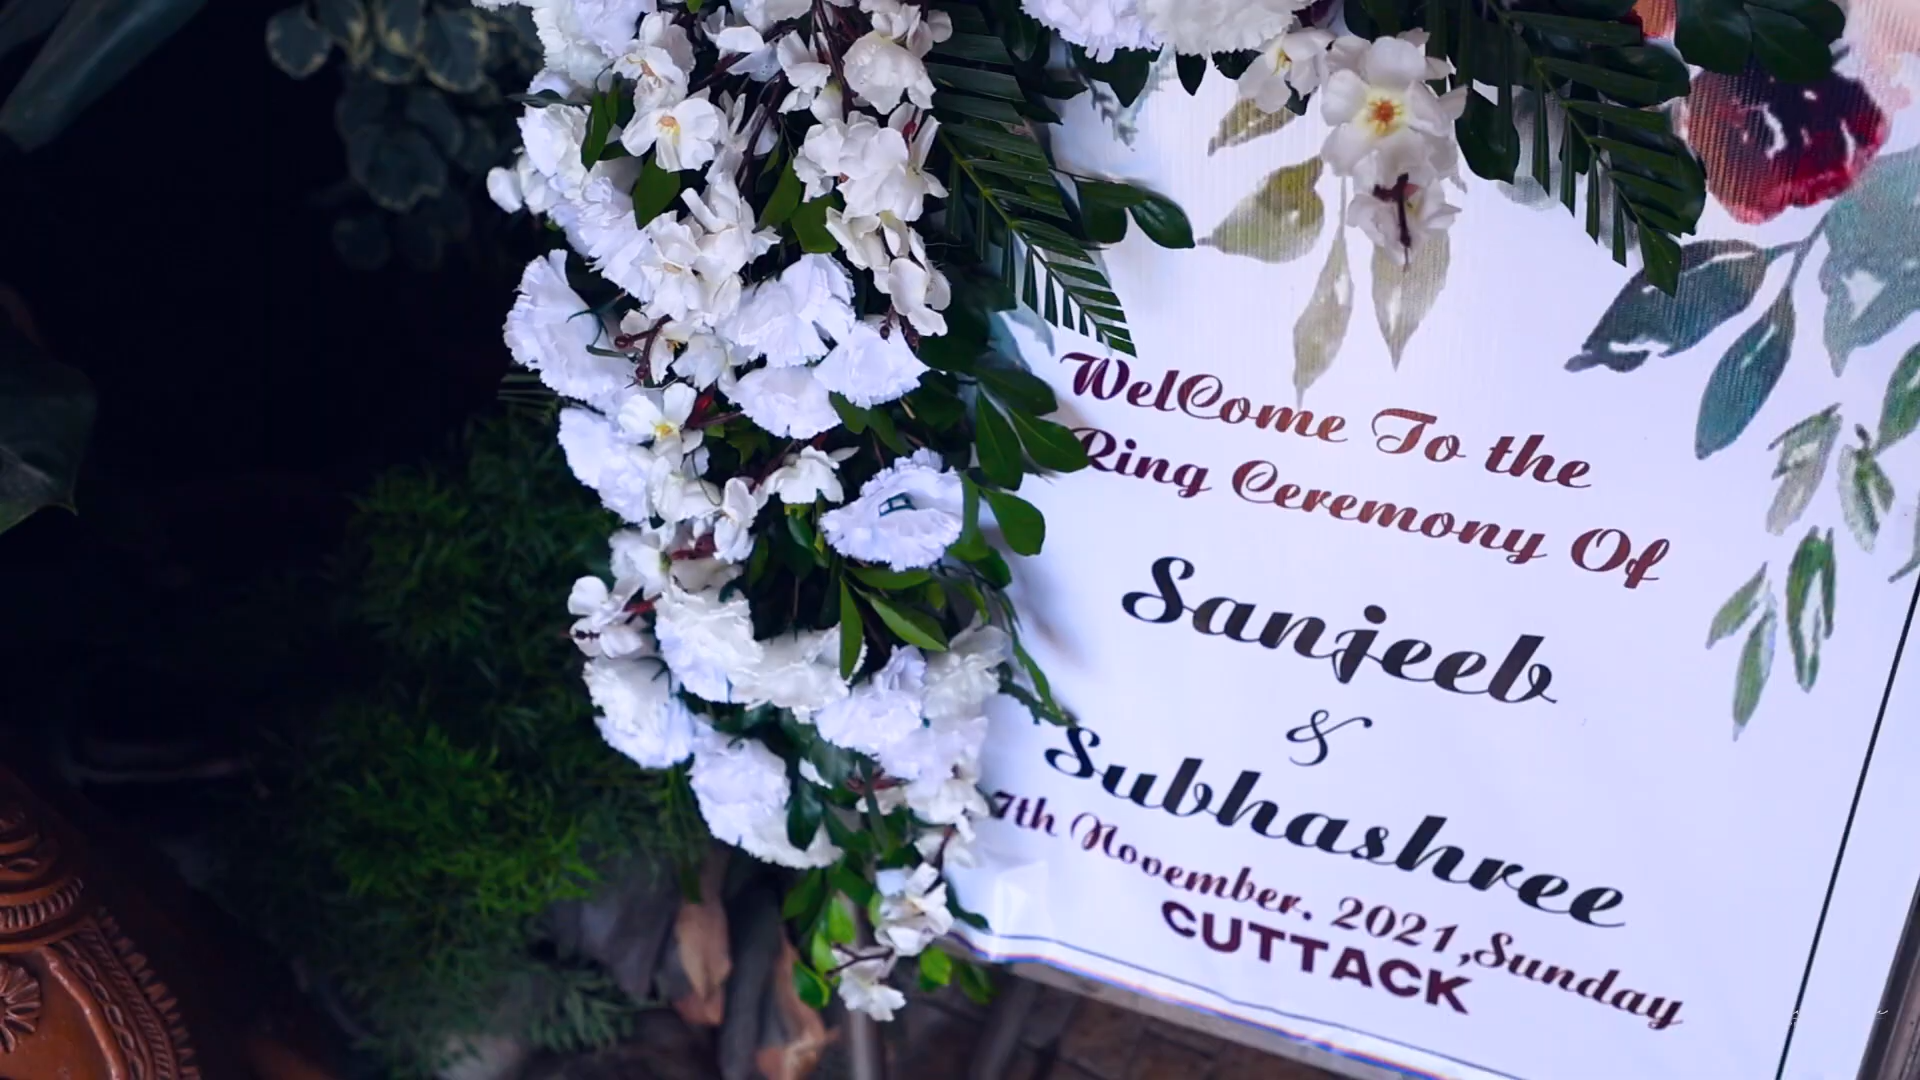 WelCome To the
Ring Ceremony Of
Sanjeeb
&
Subhashree
7th November. 2021,Sunday
CUTTACK